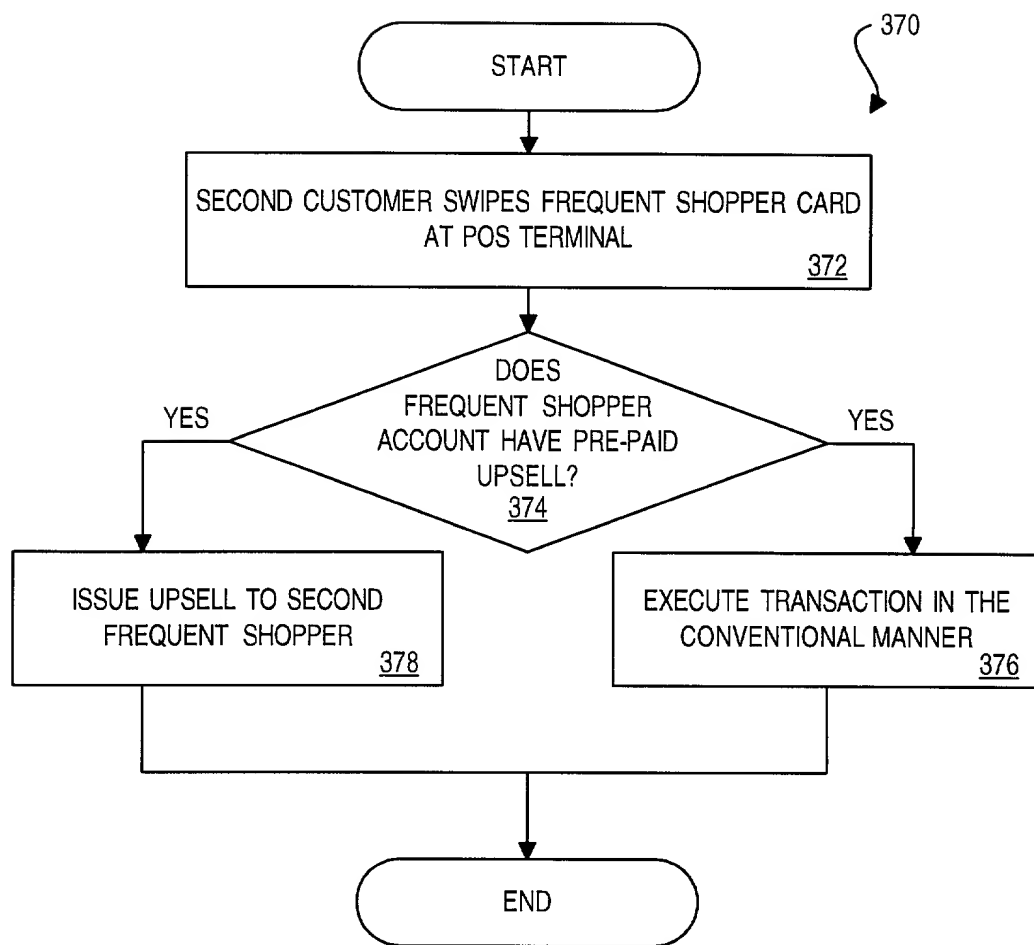 START
370
SECOND CUSTOMER SWIPES FREQUENT SHOPPER CARD
AT POS TERMINAL
372
DOES
FREQUENT SHOPPER
ACCOUNT HAVE PRE-PAID
UPSELL?
374
YES
YES
ISSUE UPSELL TO SECOND
FREQUENT SHOPPER
378
EXECUTE TRANSACTION IN THE
CONVENTIONAL MANNER
376
END